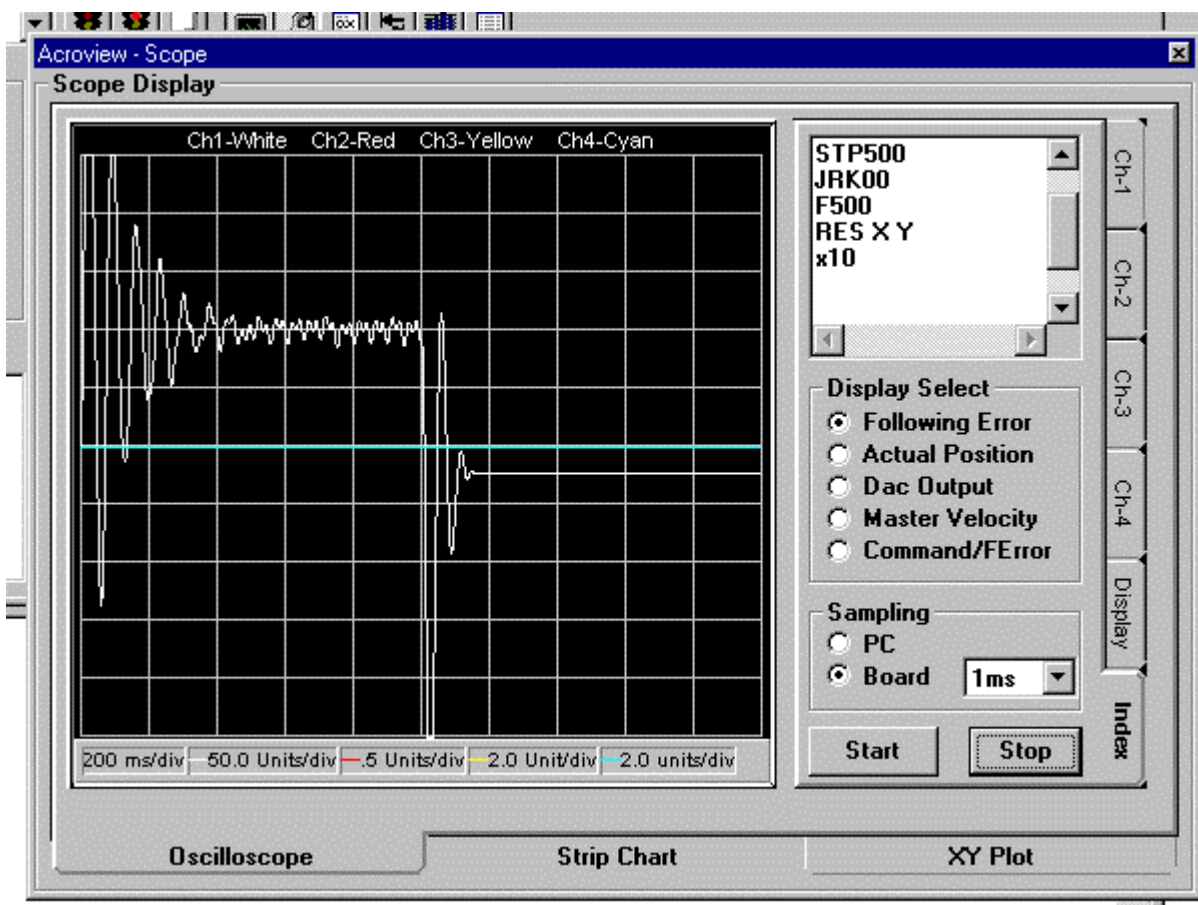 Acroview - Scope
Scope Display
Ch1-White Ch2-Red Ch3-Yellow Ch4-Cyan
200 ms/div 50.0 Units/div .5 Units/div 2.0 Unit/div 2.0 units/div
STP500
JRK00
F500
RES X Y
x10
Display Select
Following Error
Actual Position
Dac Output
Master Velocity
Command/FError
Sampling
PC
Board 1ms
Start Stop
Ch-1
Ch-2
Ch-3
Ch-4
Display
Index
Oscilloscope Strip Chart XY Plot